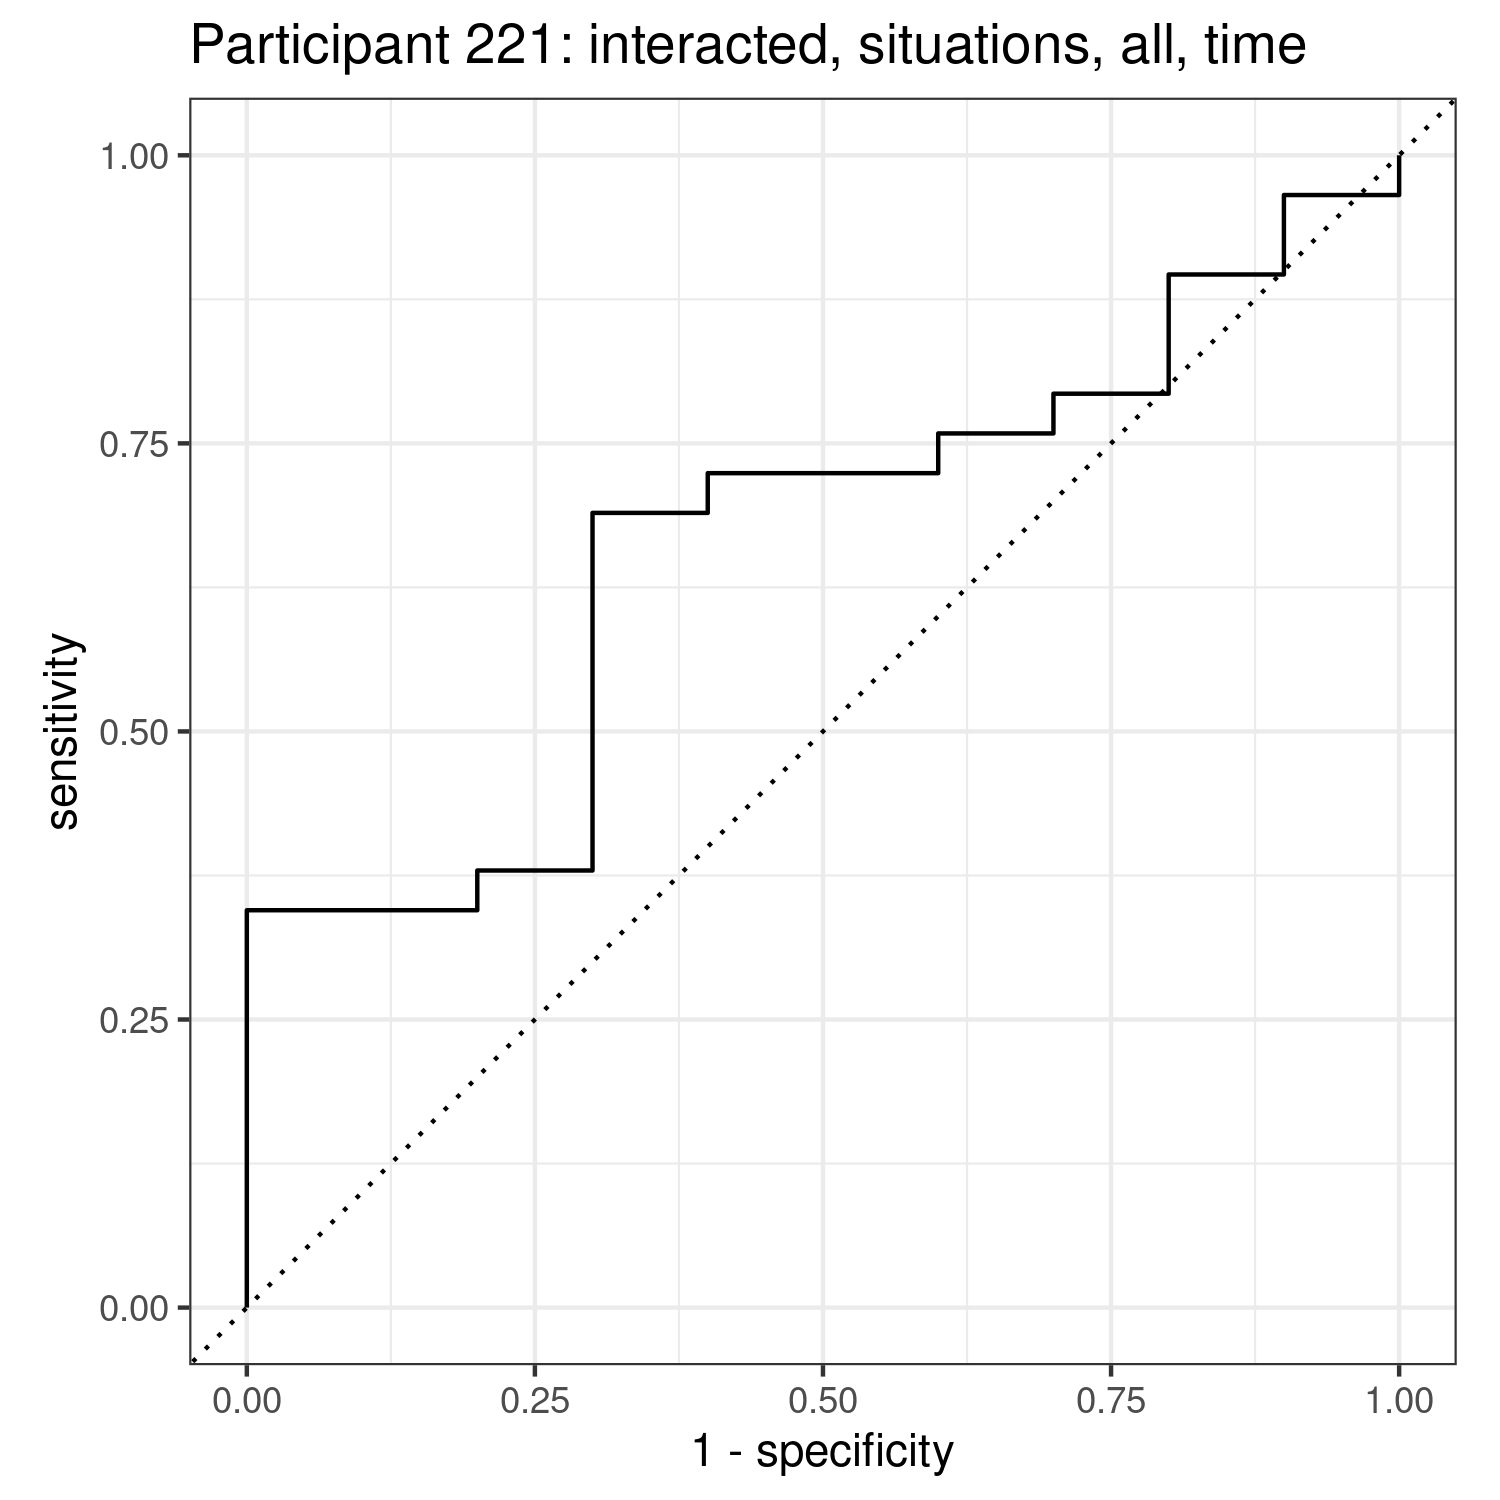 Participant 221: interacted, situations, all, time
1.00
0.75
0.50
0.25
0.00
sensitivity
0.00 0.25 0.50 0.75 1.00
1 - specificity